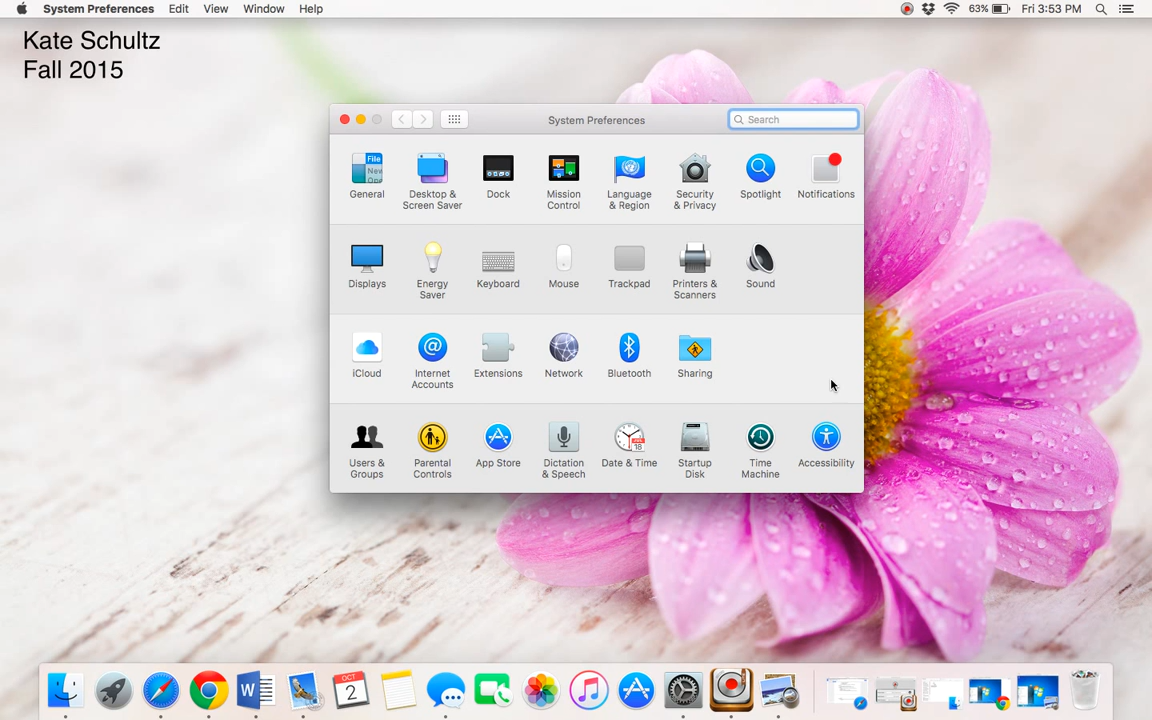 System Preferences Edit View Window Help 63% Fri 3:53 PM
Kate Schultz
Fall 2015
System Preferences Search
General Desktop & Screen Saver Dock Mission Control Language & Region Security & Privacy Spotlight Notifications
Displays Energy Saver Keyboard Mouse Trackpad Printers & Scanners Sound
iCloud Internet Accounts Extensions Network Bluetooth Sharing
Users & Groups Parental Controls App Store Dictation & Speech Date & Time Startup Disk Time Machine Accessibility
OCT
2